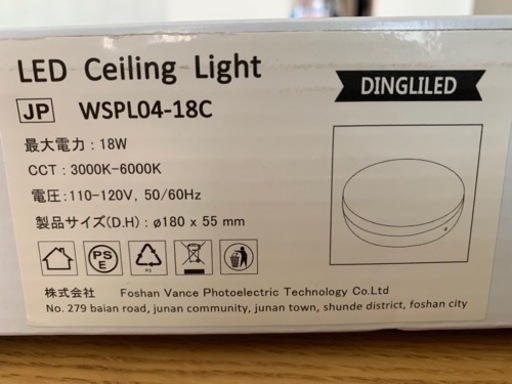 LED Ceiling Light
DINGLILED
JP WSPL04-18C
最大電力 : 18W
CCT : 3000K-6000K
電圧:110-120V, 50/60Hz
製品サイズ(D.H) : ø180 x 55 mm
PS
E
株式会社 Foshan Vance Photoelectric Technology Co.Ltd
No. 279 baian road, junan community, junan town, shunde district, foshan city